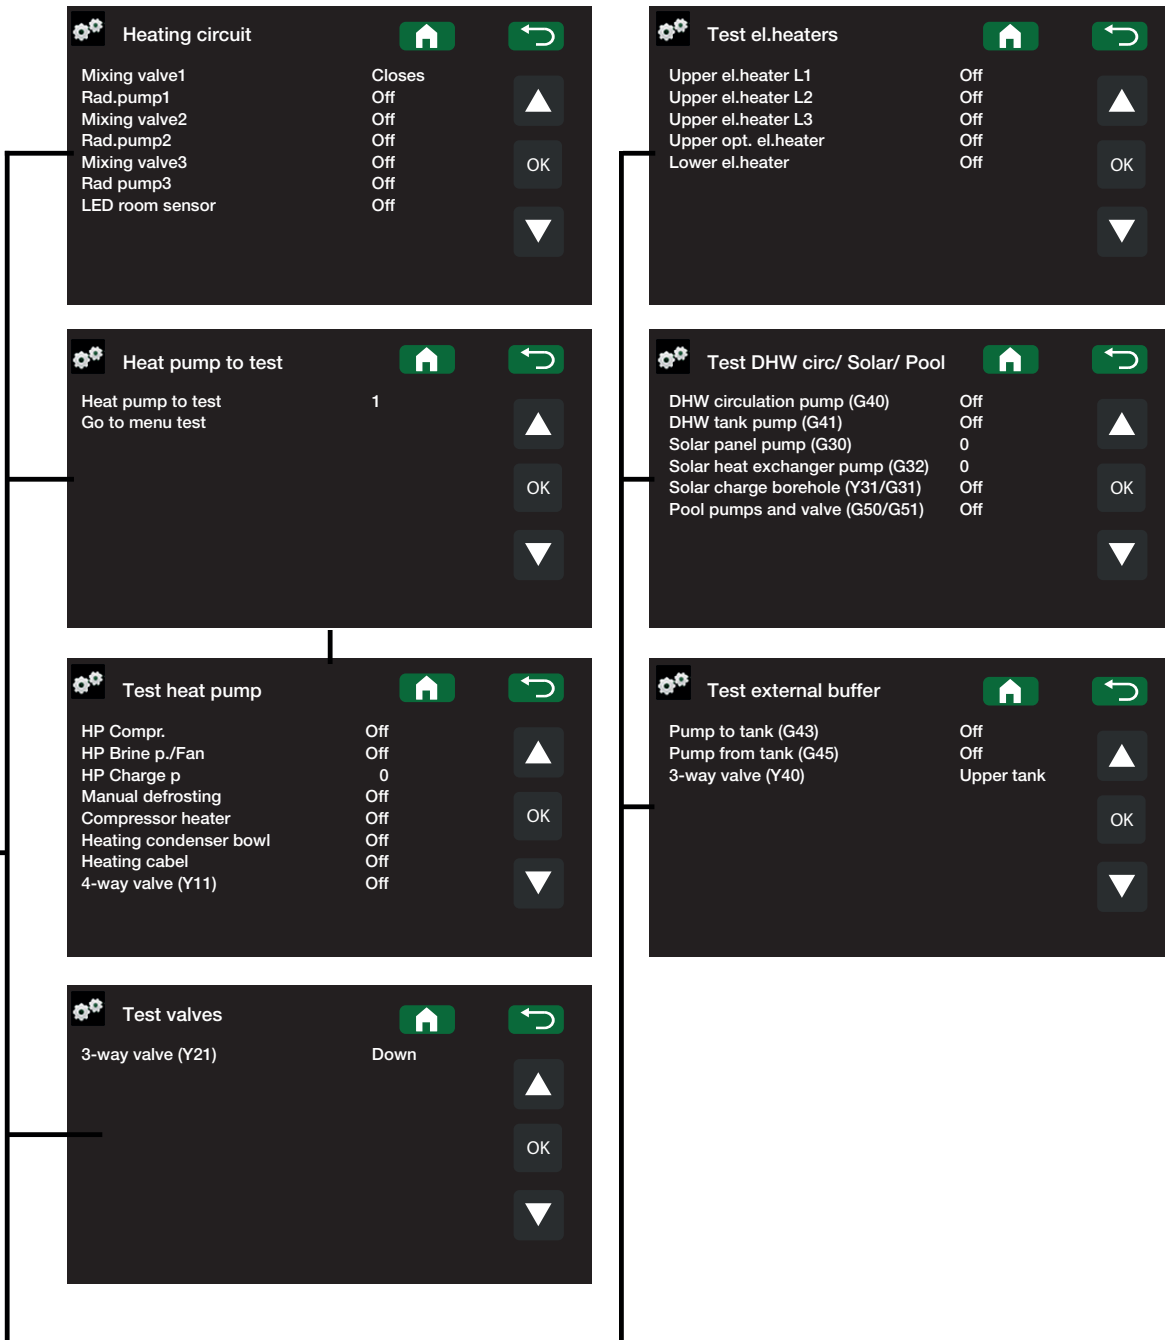 Heating circuit
Mixing valve1 Closes
Rad.pump1 Off
Mixing valve2 Off
Rad.pump2 Off
Mixing valve3 Off
Rad pump3 Off
LED room sensor Off
OK
Heat pump to test
Heat pump to test 1
Go to menu test
OK
Test heat pump
HP Compr. Off
HP Brine p./Fan Off
HP Charge p 0
Manual defrosting Off
Compressor heater Off
Heating condenser bowl Off
Heating cabel Off
4-way valve (Y11) Off
OK
Test valves
3-way valve (Y21) Down
OK
Test el.heaters
Upper el.heater L1 Off
Upper el.heater L2 Off
Upper el.heater L3 Off
Upper opt. el.heater Off
Lower el.heater Off
OK
Test DHW circ/ Solar/ Pool
DHW circulation pump (G40) Off
DHW tank pump (G41) Off
Solar panel pump (G30) 0
Solar heat exchanger pump (G32) 0
Solar charge borehole (Y31/G31) Off
Pool pumps and valve (G50/G51) Off
OK
Test external buffer
Pump to tank (G43) Off
Pump from tank (G45) Off
3-way valve (Y40) Upper tank
OK